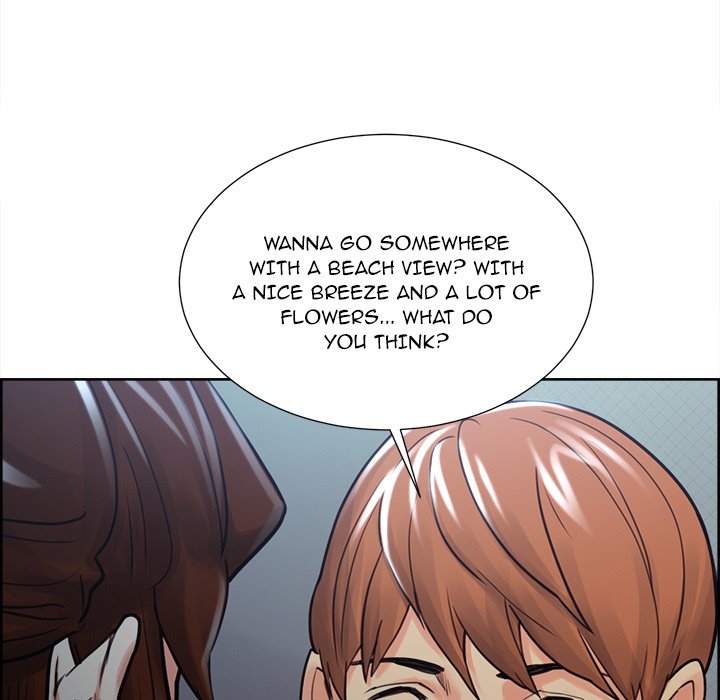 WANNA GO SOMEWHERE
WITH A BEACH VIEW? WITH
A NICE BREEZE AND A LOT OF
FLOWERS... WHAT DO
YOU THINK?